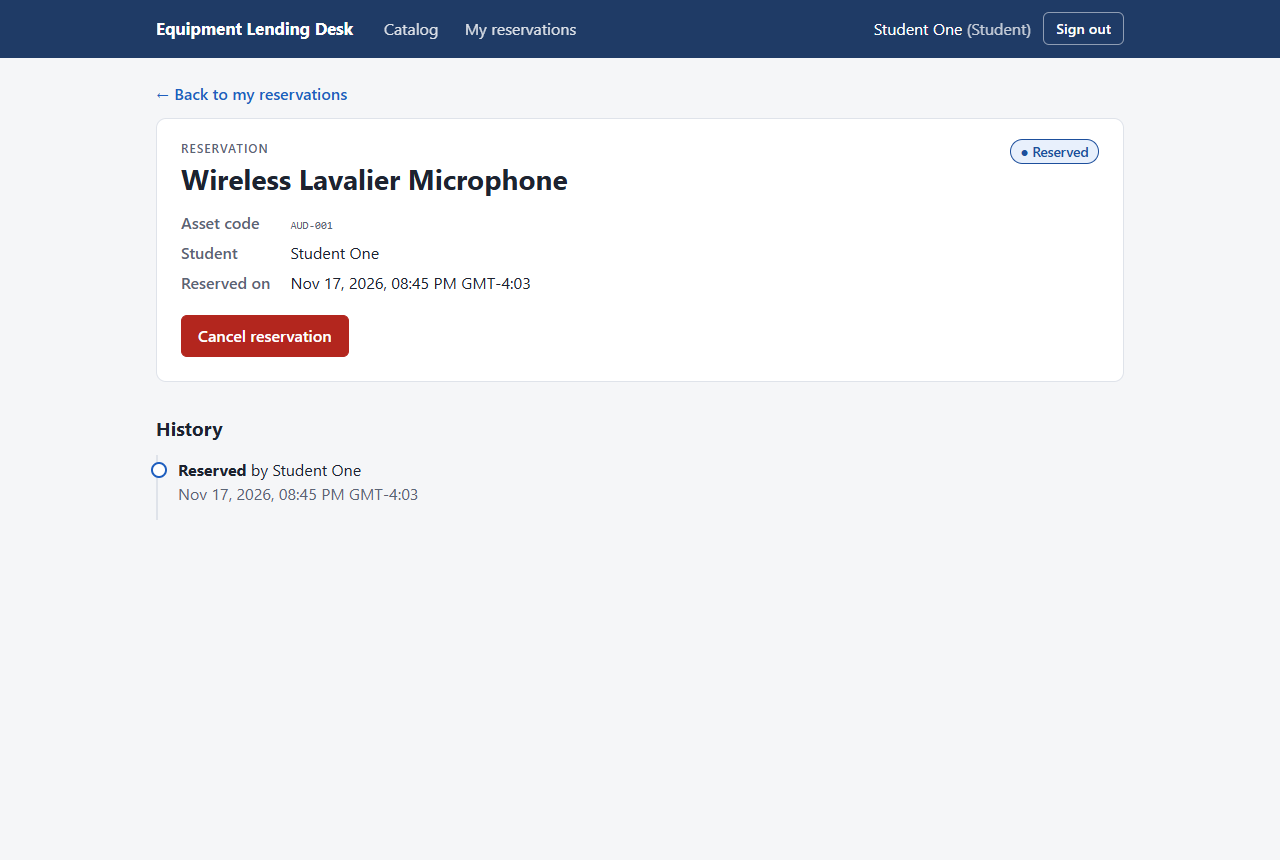 Equipment Lending Desk Catalog My reservations Student One (Student) Sign out
← Back to my reservations
RESERVATION
● Reserved
Wireless Lavalier Microphone
Asset code AUD-001
Student Student One
Reserved on Nov 17, 2026, 08:45 PM GMT-4:03
Cancel reservation
History
Reserved by Student One
Nov 17, 2026, 08:45 PM GMT-4:03